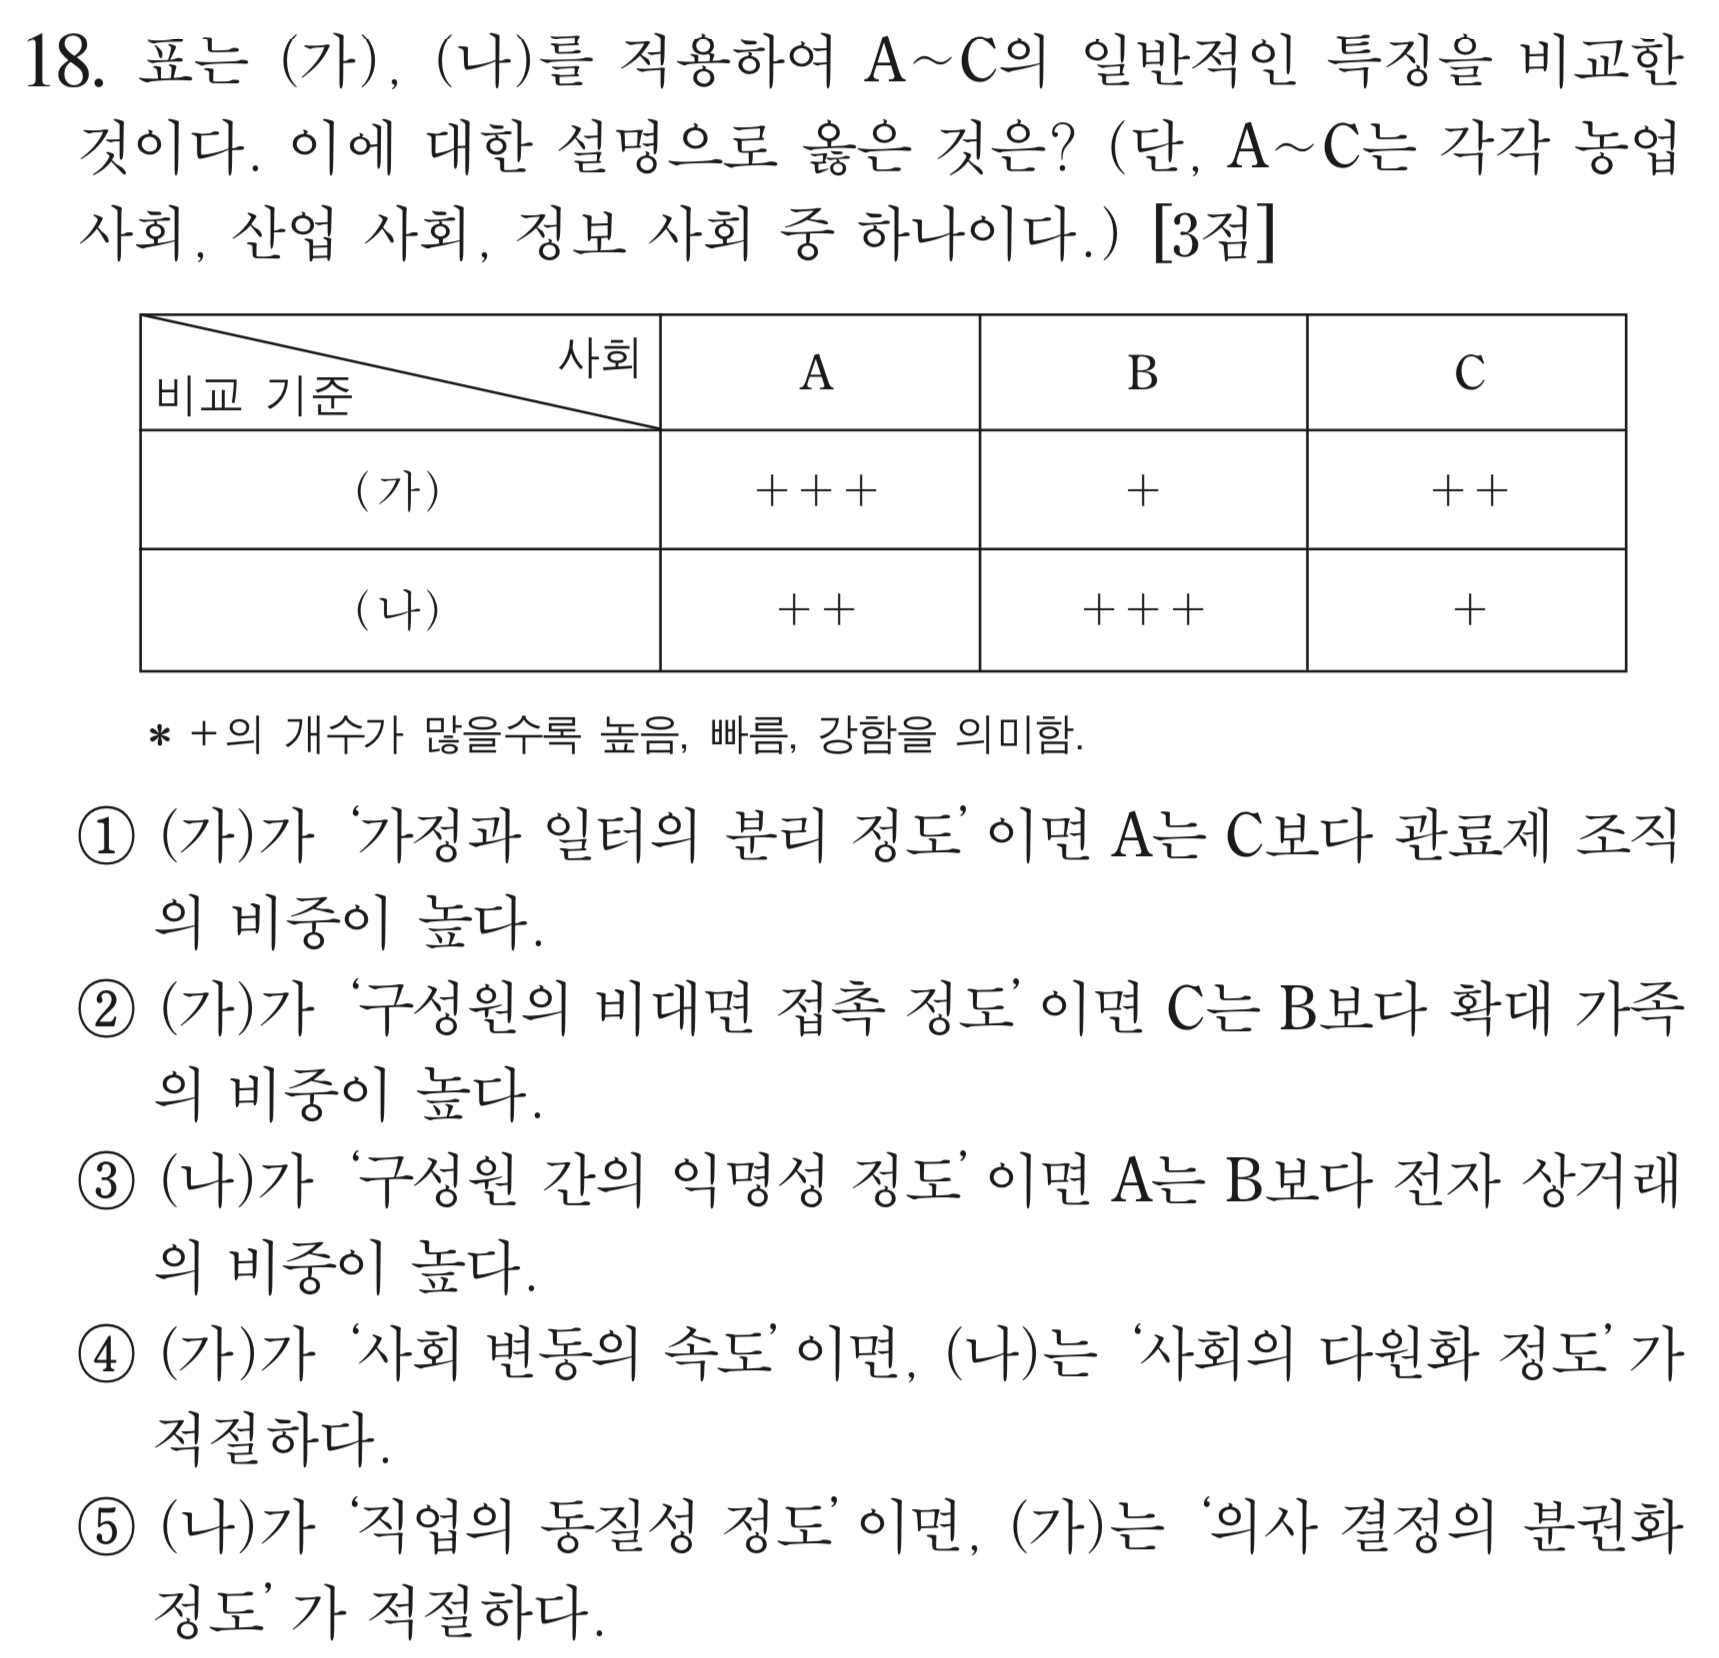 18. 표는 (가), (나)를 적용하여 A~C의 일반적인 특징을 비교한
것이다. 이에 대한 설명으로 옳은 것은? (단, A~C는 각각 농업
사회, 산업 사회, 정보 사회 중 하나이다.) [3점]
사회
비교 기준
A B C
(가) +++ + ++
(나) ++ +++ +
* +의 개수가 많을수록 높음, 빠름, 강함을 의미함.
① (가)가 ‘가정과 일터의 분리 정도’이면 A는 C보다 관료제 조직
의 비중이 높다.
② (가)가 ‘구성원의 비대면 접촉 정도’이면 C는 B보다 확대 가족
의 비중이 높다.
③ (나)가 ‘구성원 간의 익명성 정도’이면 A는 B보다 전자 상거래
의 비중이 높다.
④ (가)가 ‘사회 변동의 속도’이면, (나)는 ‘사회의 다원화 정도’가
적절하다.
⑤ (나)가 ‘직업의 동질성 정도’이면, (가)는 ‘의사 결정의 분권화
정도’가 적절하다.